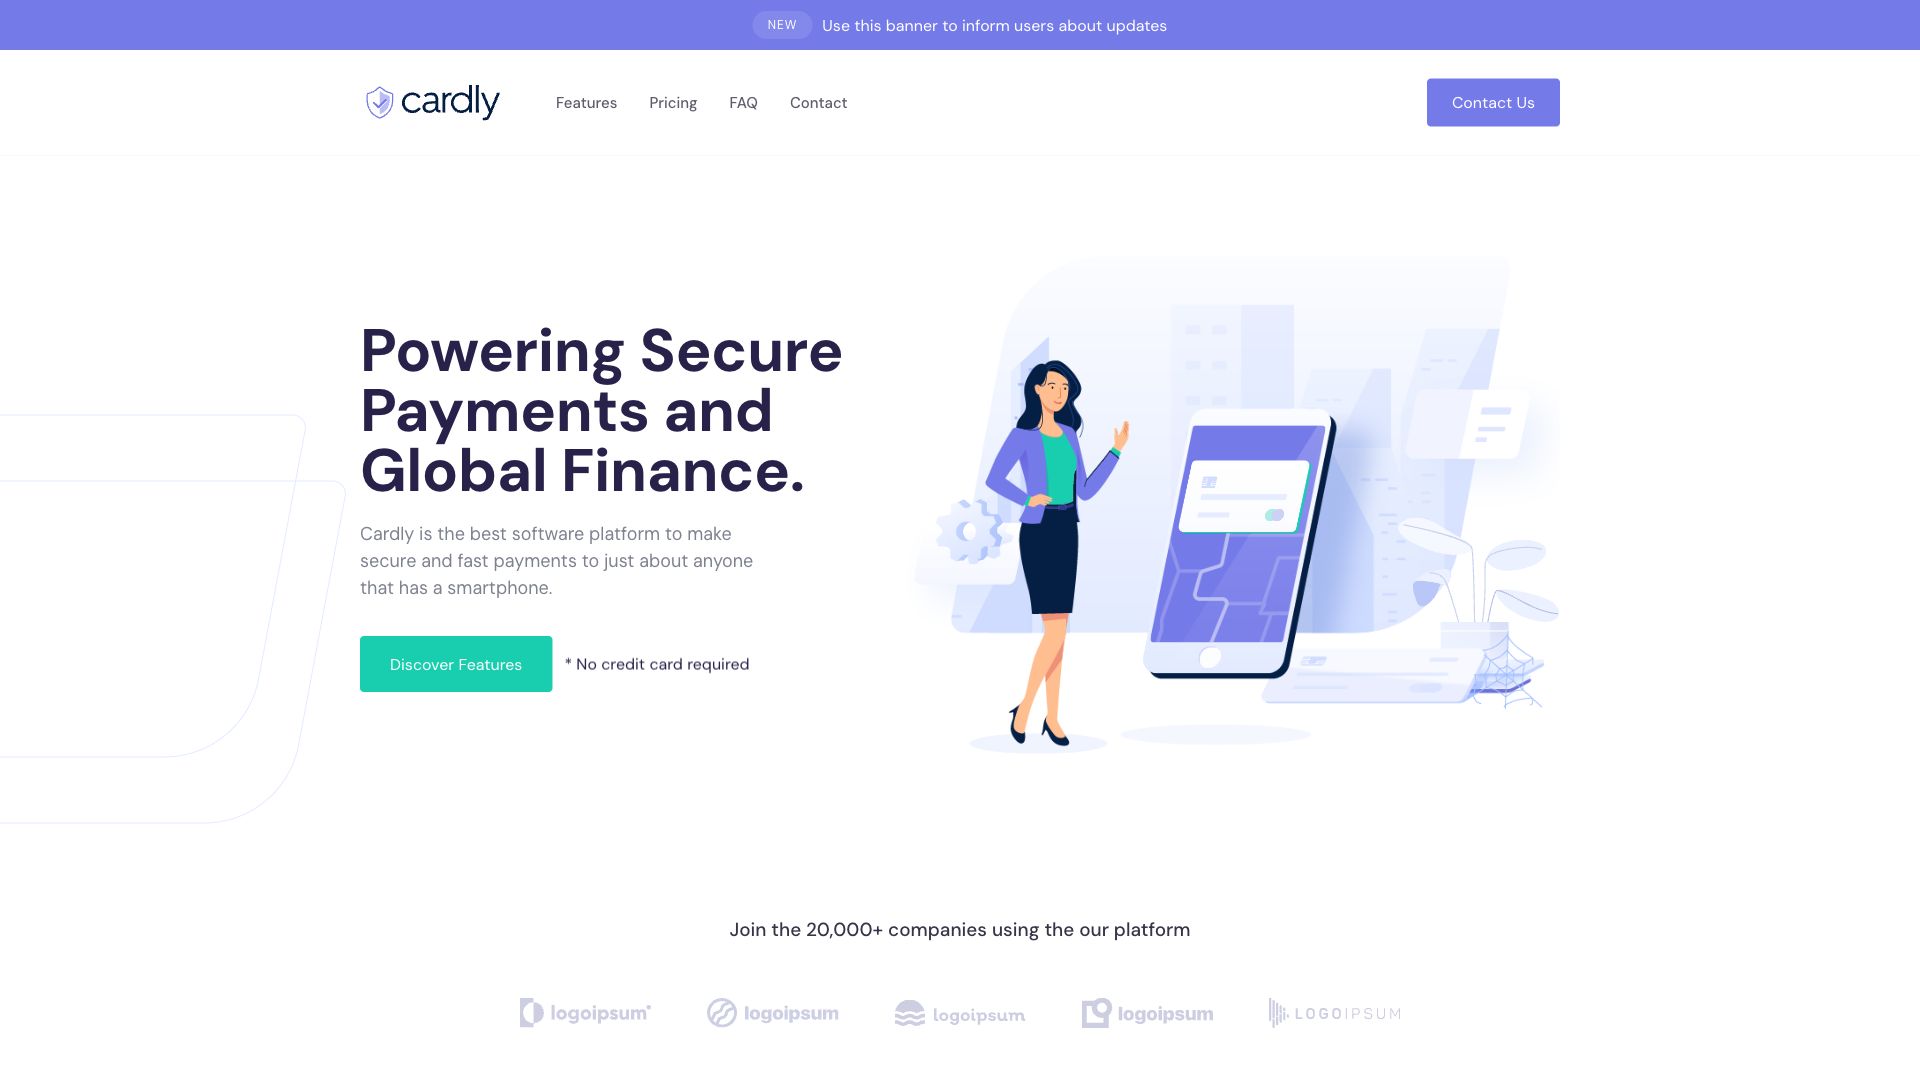 NEW Use this banner to inform users about updates
cardly Features Pricing FAQ Contact Contact Us
Powering Secure
Payments and
Global Finance.
Cardly is the best software platform to make
secure and fast payments to just about anyone
that has a smartphone.
Discover Features * No credit card required
Join the 20,000+ companies using the our platform
logoipsum logoipsum logoipsum logoipsum LOGOIPSUM